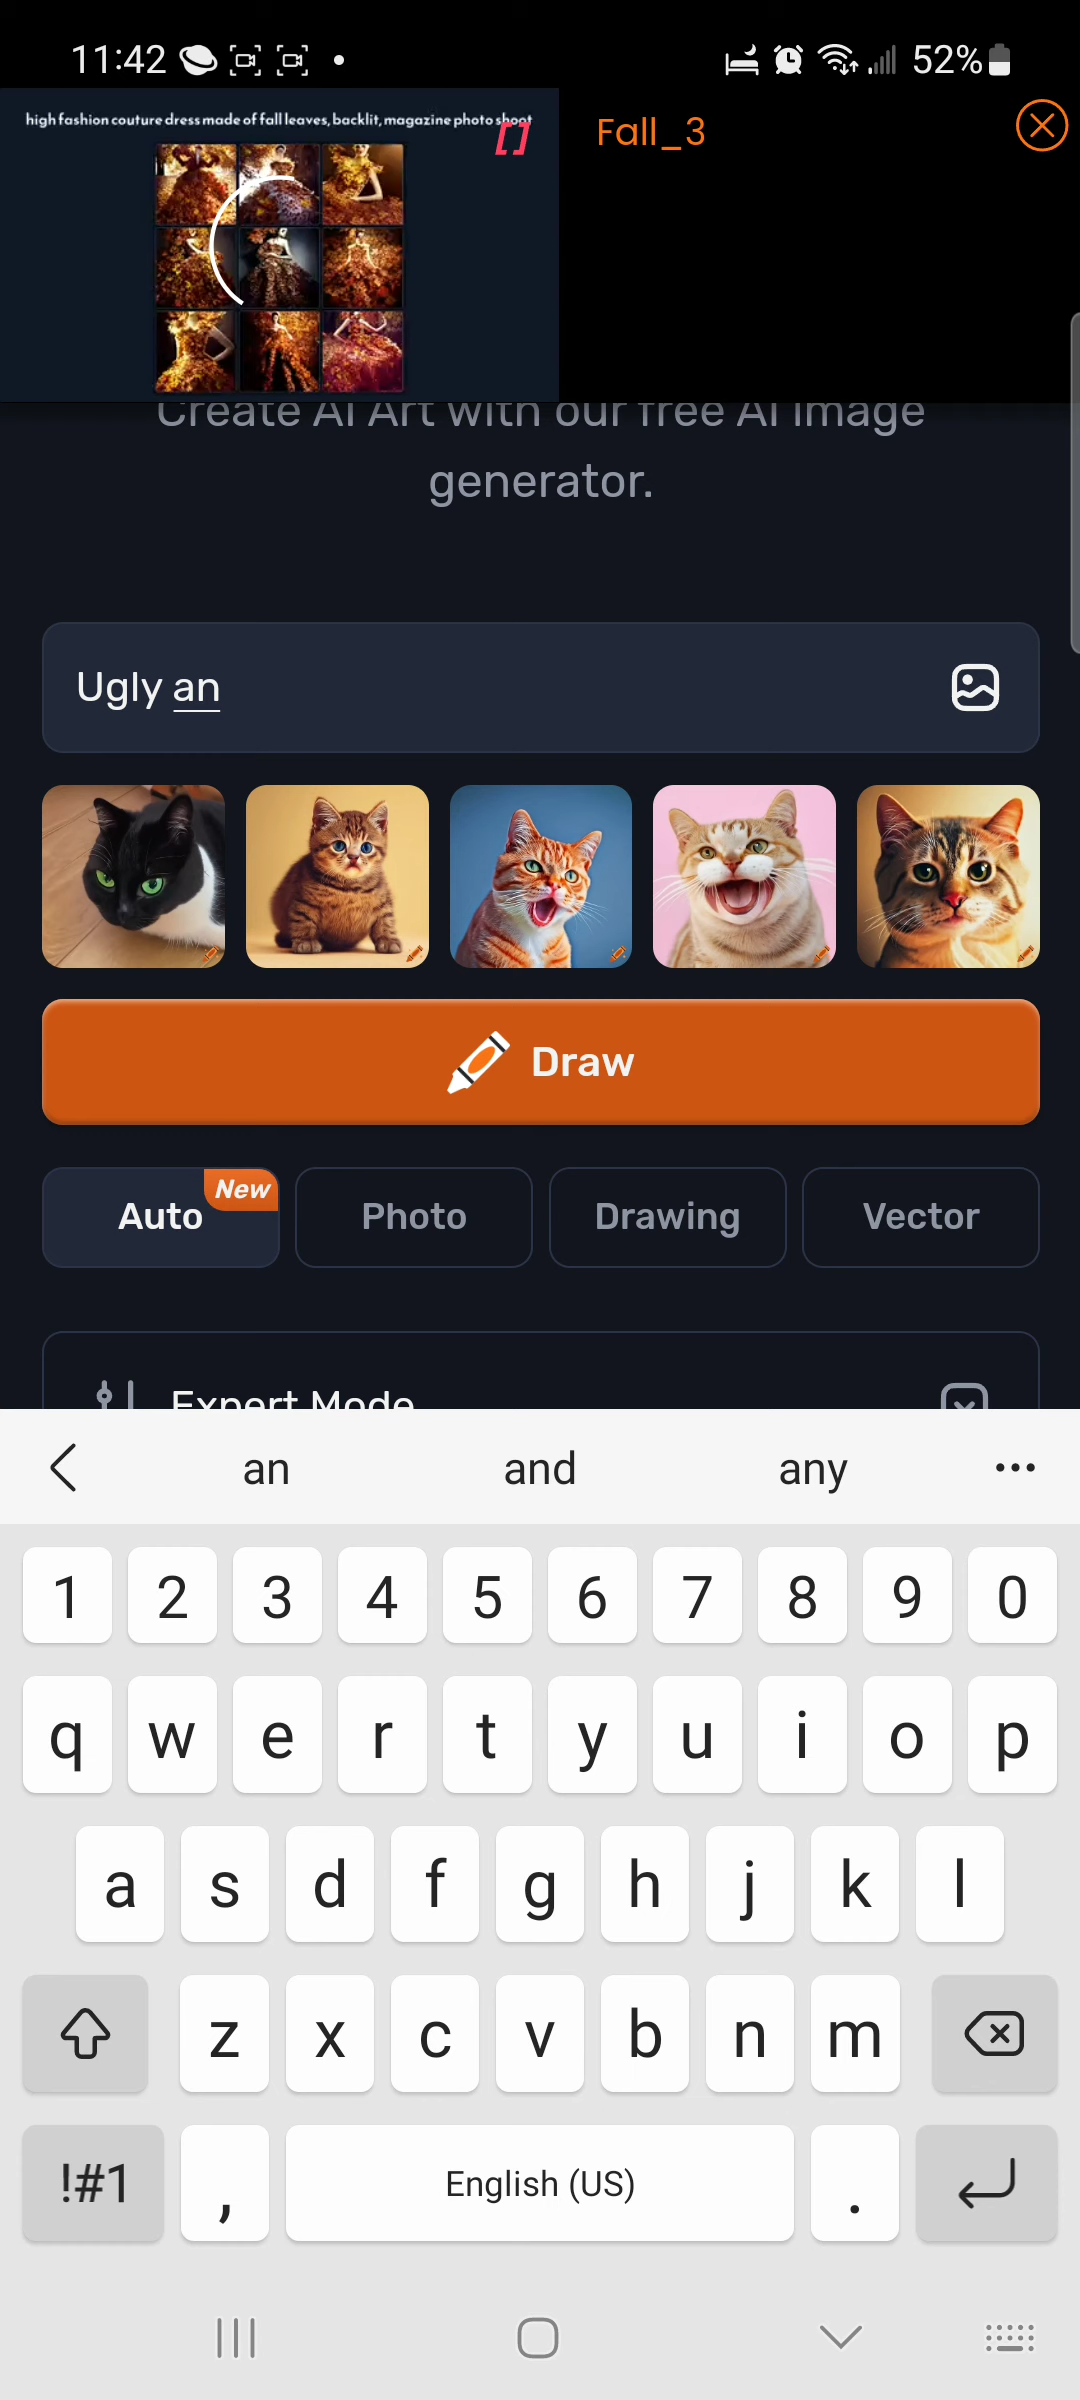 11:42
52%
high fashion couture dress made of fall leaves, backlit, magazine photo shoot
[]
Fall_3
Create AI Art with our free AI image
generator.
Ugly an
Draw
Auto
New
Photo
Drawing
Vector
Expert Mode
an
and
any
1 2 3 4 5 6 7 8 9 0
q w e r t y u i o p
a s d f g h j k l
z x c v b n m
!#1 , English (US) .